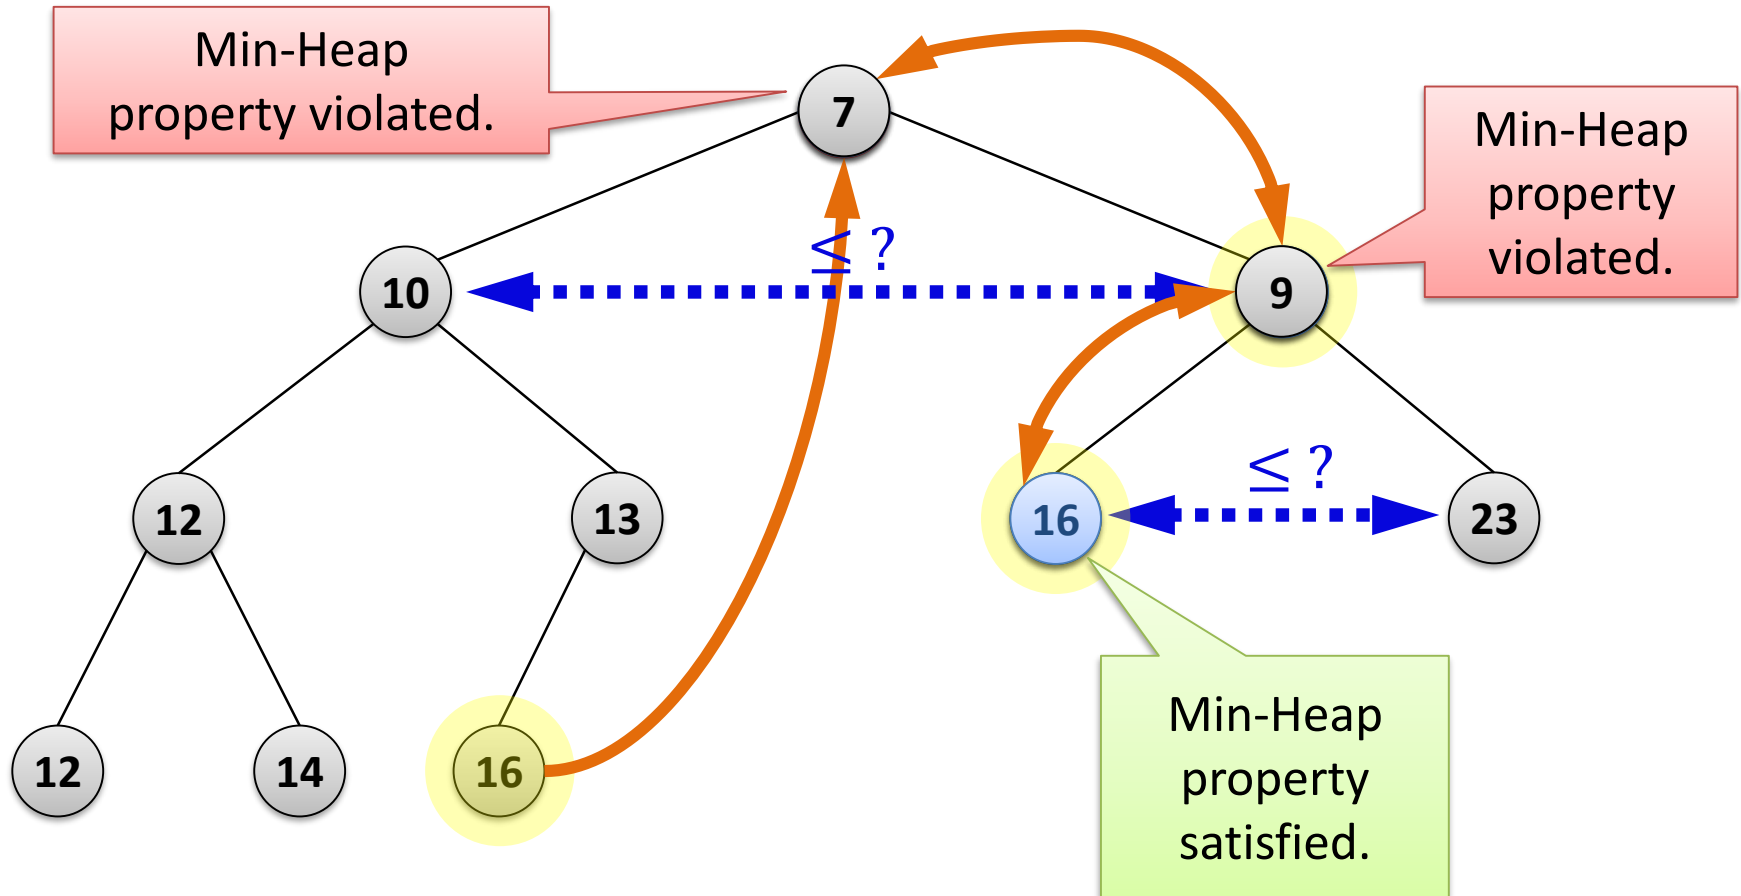 Min-Heap
property violated.
7
Min-Heap
property
violated.
≤ ?
10
9
≤ ?
12
13
16
23
12
14
16
Min-Heap
property
satisfied.